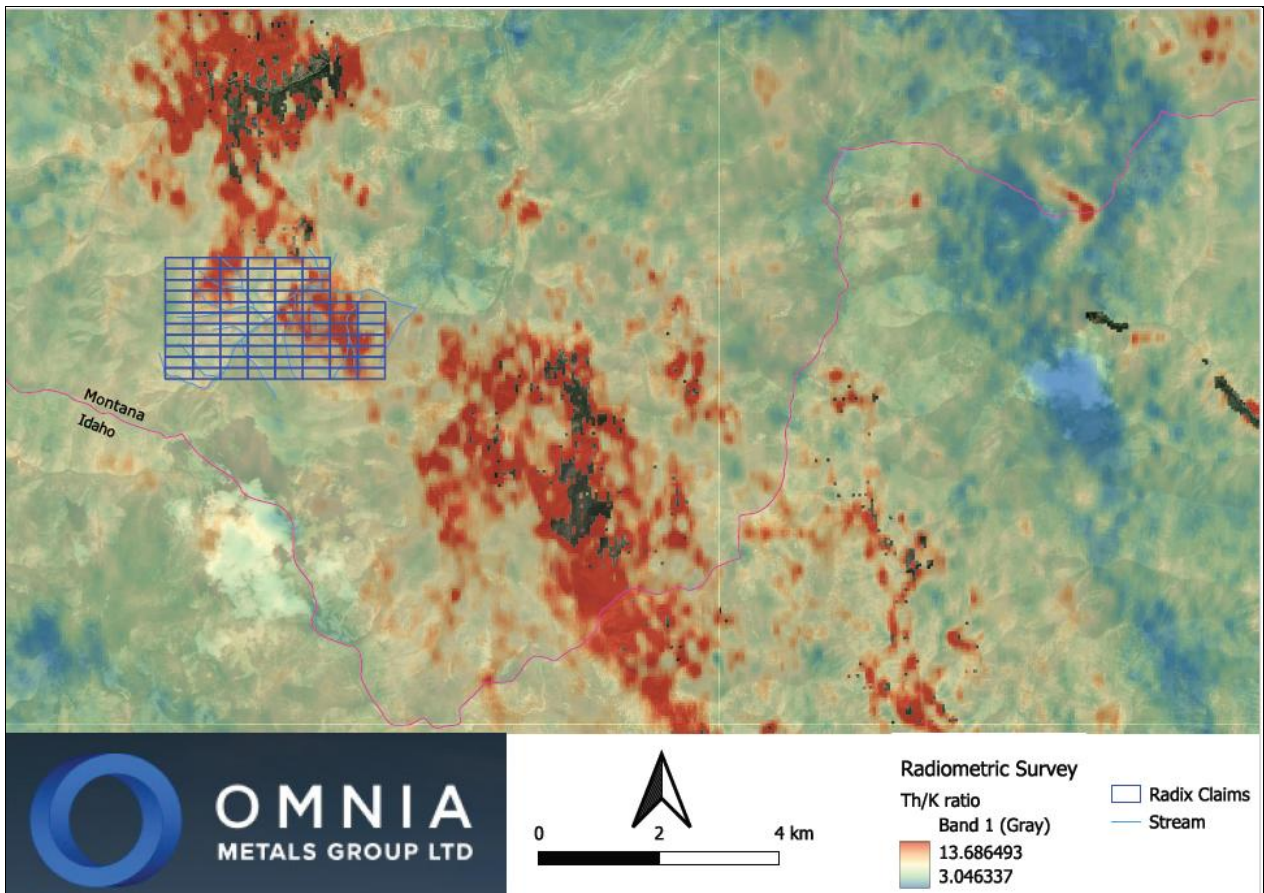 Montana
Idaho
OMNIA
METALS GROUP LTD
0 2 4 km
Radiometric Survey
Th/K ratio
Band 1 (Gray)
13.686493
3.046337
Radix Claims
Stream